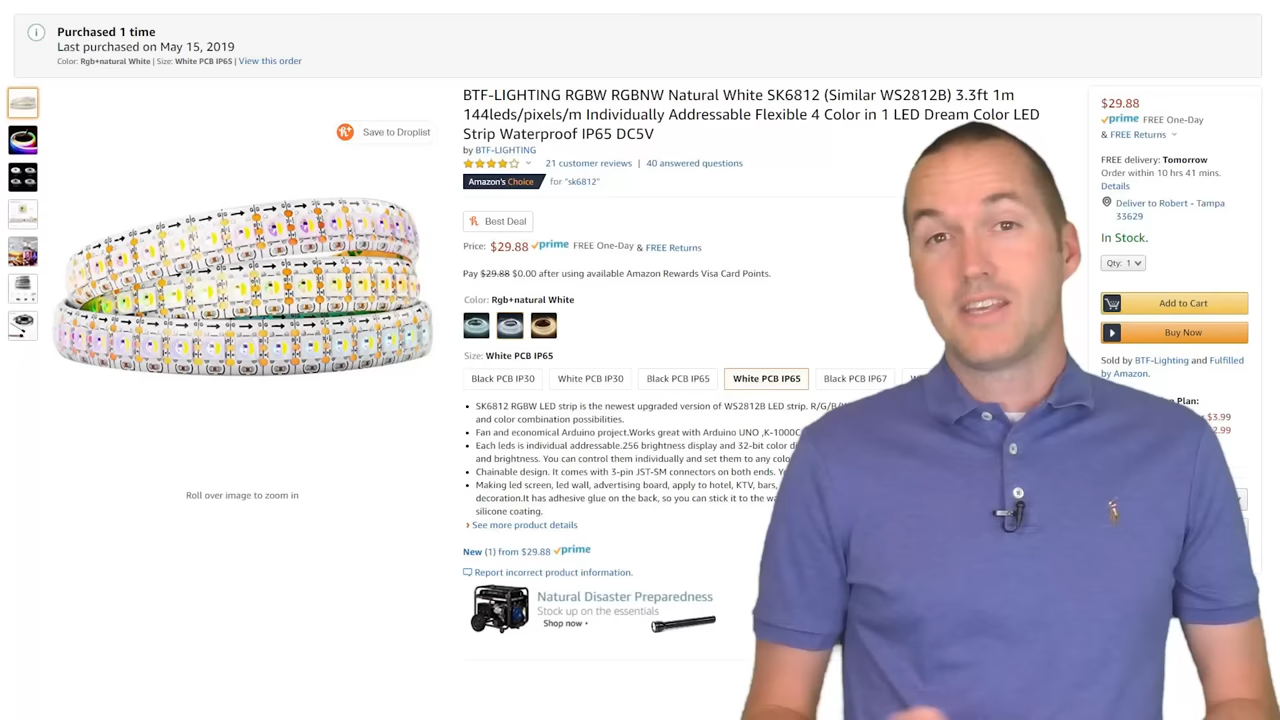 Purchased 1 time
Last purchased on May 15, 2019
Color: Rgb+natural White | Size: White PCB IP65 | View this order
Save to Droplist
BTF-LIGHTING RGBW RGBNW Natural White SK6812 (Similar WS2812B) 3.3ft 1m
144leds/pixels/m Individually Addressable Flexible 4 Color in 1 LED Dream Color LED
Strip Waterproof IP65 DC5V
by BTF-LIGHTING
21 customer reviews | 40 answered questions
Amazon's Choice for "sk6812"
Best Deal
Price: $29.88 prime FREE One-Day & FREE Returns
Pay $29.88 $0.00 after using available Amazon Rewards Visa Card Points.
Color: Rgb+natural White
Size: White PCB IP65
Black PCB IP30 White PCB IP30 Black PCB IP65 White PCB IP65 Black PCB IP67 W
• SK6812 RGBW LED strip is the newest upgraded version of WS2812B LED strip. R/G/B/
and color combination possibilities.
• Fan and economical Arduino project.Works great with Arduino UNO ,K-1000C
• Each leds is individual addressable.256 brightness display and 32-bit color di
and brightness. You can control them individually and set them to any colo
• Chainable design. It comes with 3-pin JST-SM connectors on both ends. Y
• Making led screen, led wall, advertising board, apply to hotel, KTV, bars,
decoration.It has adhesive glue on the back, so you can stick it to the wa
silicone coating.
› See more product details
New (1) from $29.88 prime
Report incorrect product information.
Natural Disaster Preparedness
Stock up on the essentials
Shop now
Roll over image to zoom in
$29.88
prime FREE One-Day
& FREE Returns
FREE delivery: Tomorrow
Order within 10 hrs 41 mins.
Details
Deliver to Robert - Tampa
33629
In Stock.
Qty: 1
Add to Cart
Buy Now
Sold by BTF-Lighting and Fulfilled
by Amazon.
Plan:
$3.99
2.99